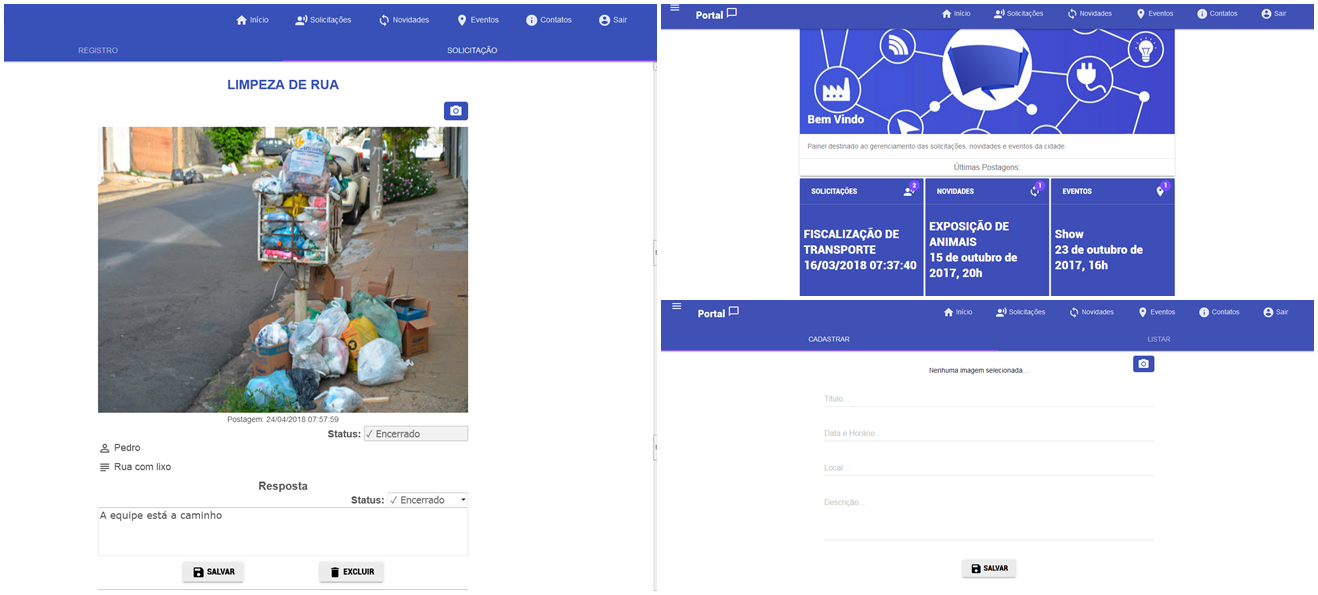 Início Solicitações Novidades Eventos Contatos Sair
REGISTRO SOLICITAÇÃO
LIMPEZA DE RUA
Postagem: 24/04/2018 07:57:59
Status: ✓ Encerrado
Pedro
Rua com lixo
Resposta
Status: ✓ Encerrado
A equipe está a caminho
SALVAR EXCLUIR
Portal Início Solicitações Novidades Eventos Contatos Sair
Bem Vindo
Painel destinado ao gerenciamento das solicitações, novidades e eventos da cidade.
Últimas Postagens:
SOLICITAÇÕES 2 NOVIDADES 1 EVENTOS 1
FISCALIZAÇÃO DE
TRANSPORTE
16/03/2018 07:37:40
EXPOSIÇÃO DE
ANIMAIS
15 de outubro de
2017, 20h
Show
23 de outubro de
2017, 16h
Portal Início Solicitações Novidades Eventos Contatos Sair
CADASTRAR LISTAR
Nenhuma imagem selecionada...
Título...
Data e Horário...
Local...
Descrição...
SALVAR